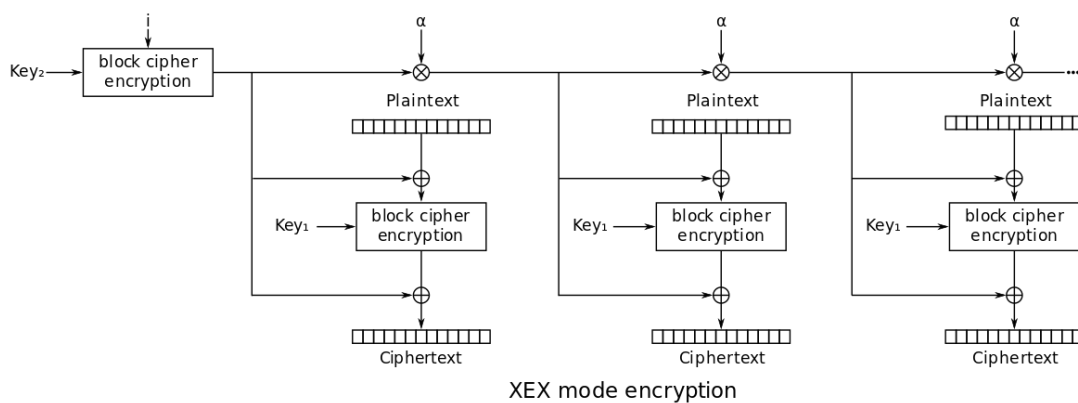 i
α
α
α
Key₂
block cipher
encryption
Plaintext
Plaintext
Plaintext
Key₁
block cipher
encryption
Key₁
block cipher
encryption
Key₁
block cipher
encryption
Ciphertext
Ciphertext
Ciphertext
XEX mode encryption